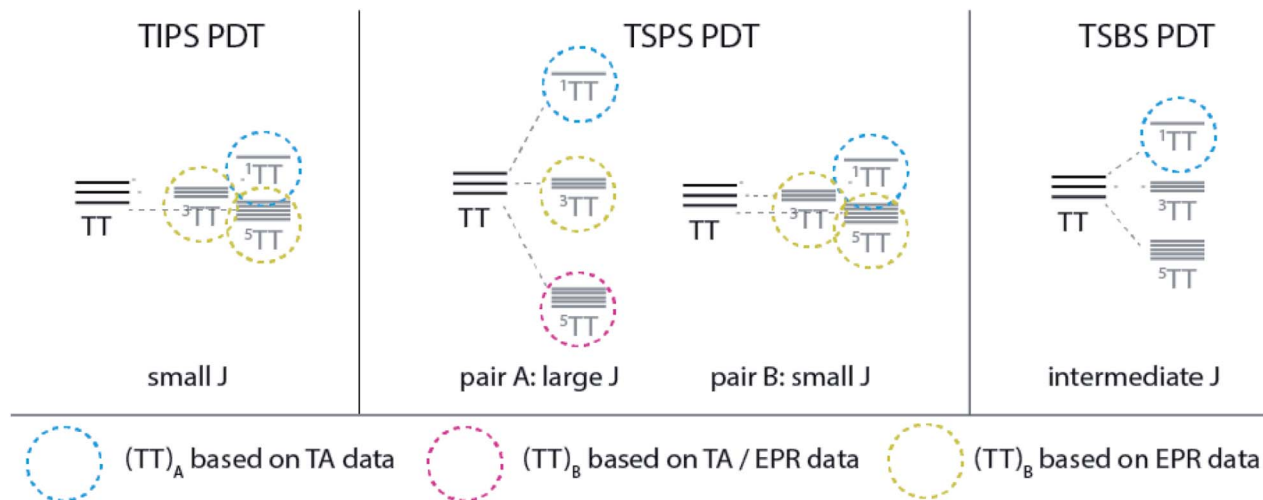 TIPS PDT
TSPS PDT
TSBS PDT
TT
³TT
¹TT
⁵TT
small J
TT
¹TT
³TT
⁵TT
pair A: large J
TT
³TT
¹TT
⁵TT
pair B: small J
TT
¹TT
³TT
⁵TT
intermediate J
(TT)A based on TA data
(TT)B based on TA / EPR data
(TT)B based on EPR data